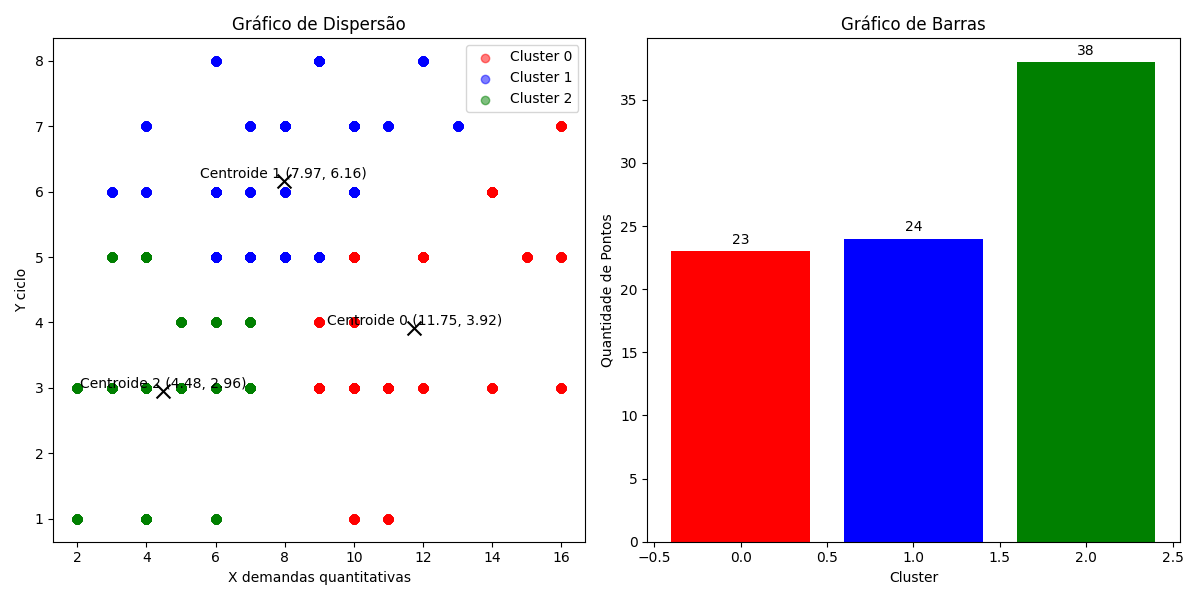 Gráfico de Dispersão
8
7
6
5
4
3
2
1
Y ciclo
Cluster 0
Cluster 1
Cluster 2
Centroide 1 (7.97, 6.16)
Centroide 0 (11.75, 3.92)
Centroide 2 (4.48, 2.96)
2 4 6 8 10 12 14 16
X demandas quantitativas
Gráfico de Barras
35
30
25
20
15
10
5
0
Quantidade de Pontos
23
24
38
−0.5 0.0 0.5 1.0 1.5 2.0 2.5
Cluster